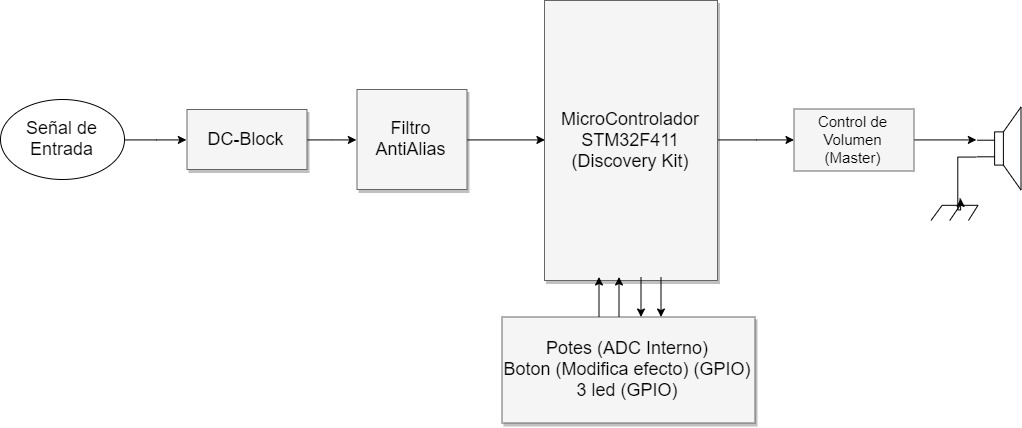 Señal de
Entrada
DC-Block
Filtro
AntiAlias
MicroControlador
STM32F411
(Discovery Kit)
Control de
Volumen
(Master)
Potes (ADC Interno)
Boton (Modifica efecto) (GPIO)
3 led (GPIO)